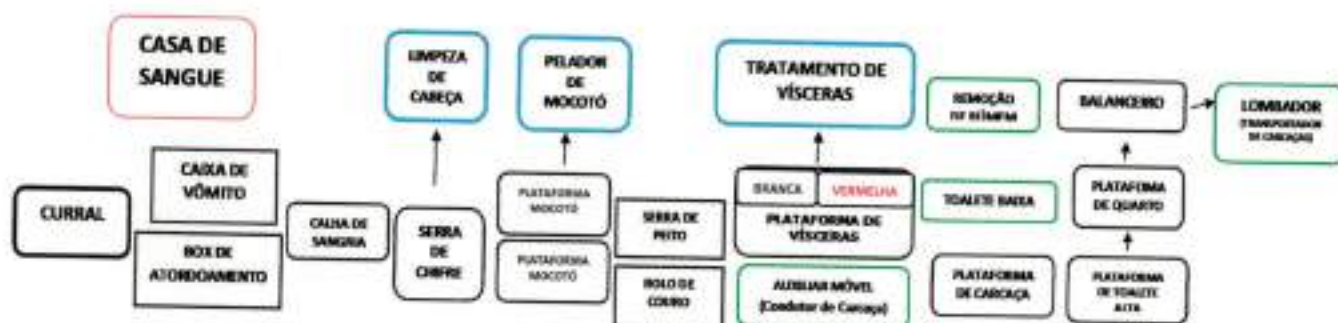 CASA DE
SANGUE
LIMPEZA
DE
CABEÇA
PELADOR
DE
MOCOTÓ
TRATAMENTO DE
VÍSCERAS
REMOÇÃO
BALANCEIRO
LOMBADOR
(TRANSPORTADOR
DE CARCAÇAS)
CURRAL
CAIXA DE
VÔMITO
BOX DE
ATORDOAMENTO
CALHA DE
SANGRIA
SERRA
DE
CHIFRE
PLATAFORMA
MOCOTÓ
PLATAFORMA
MOCOTÓ
SERRA DE
PEITO
ROLO DE
COURO
BRANCA
VERMELHA
PLATAFORMA DE
VÍSCERAS
AUXILIAR MÓVEL
(Condutor de Carcaça)
TOALETE BAIXA
PLATAFORMA
DE CARCAÇA
PLATAFORMA
DE QUARTO
PLATAFORMA
DE TOALETE
ALTA